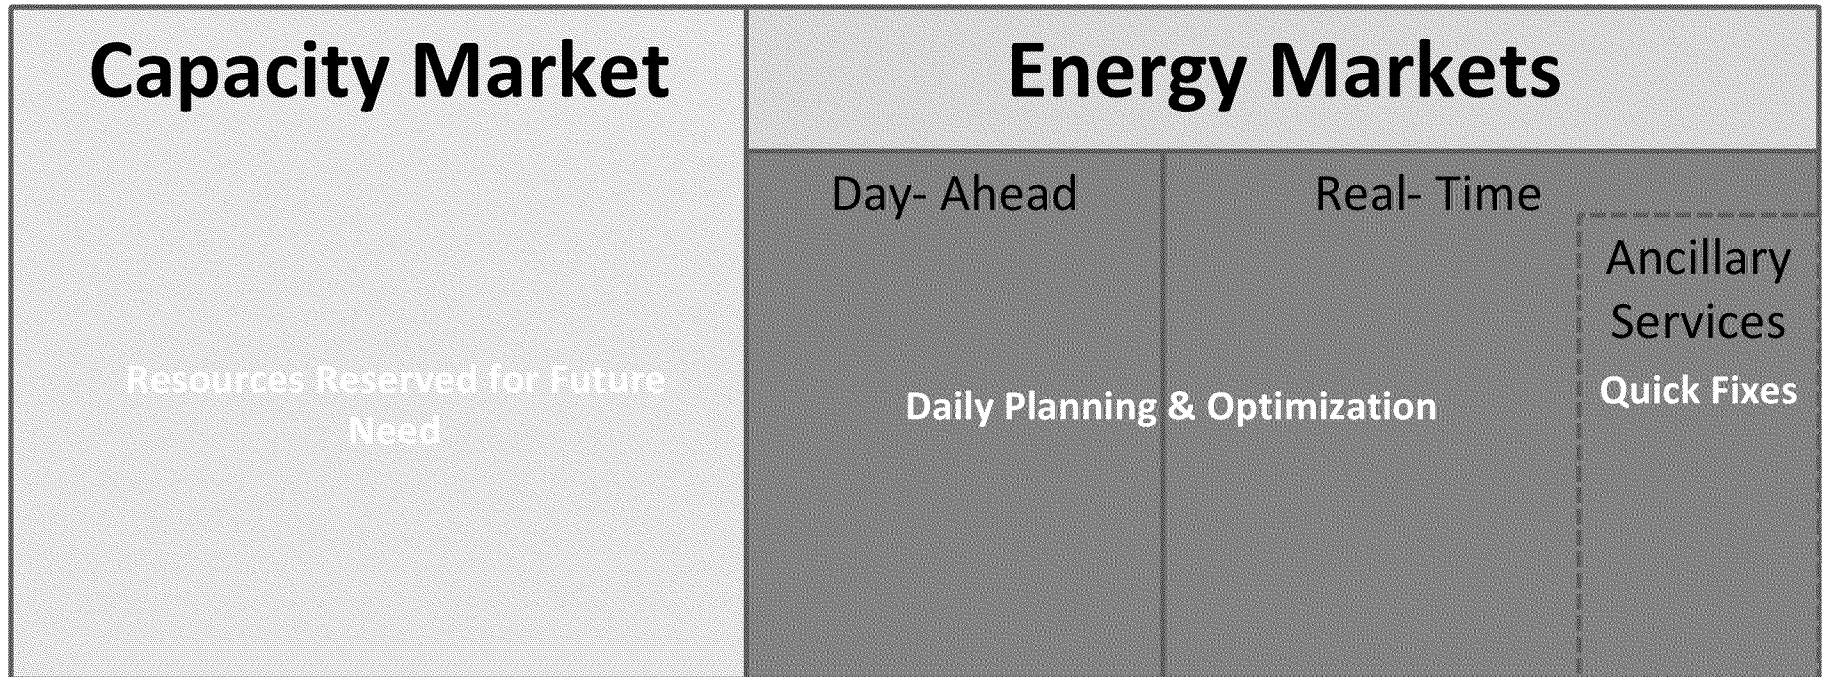 Capacity Market
Resources Reserved for Future
Need
Energy Markets
Day- Ahead
Real- Time
Daily Planning & Optimization
Ancillary
Services
Quick Fixes